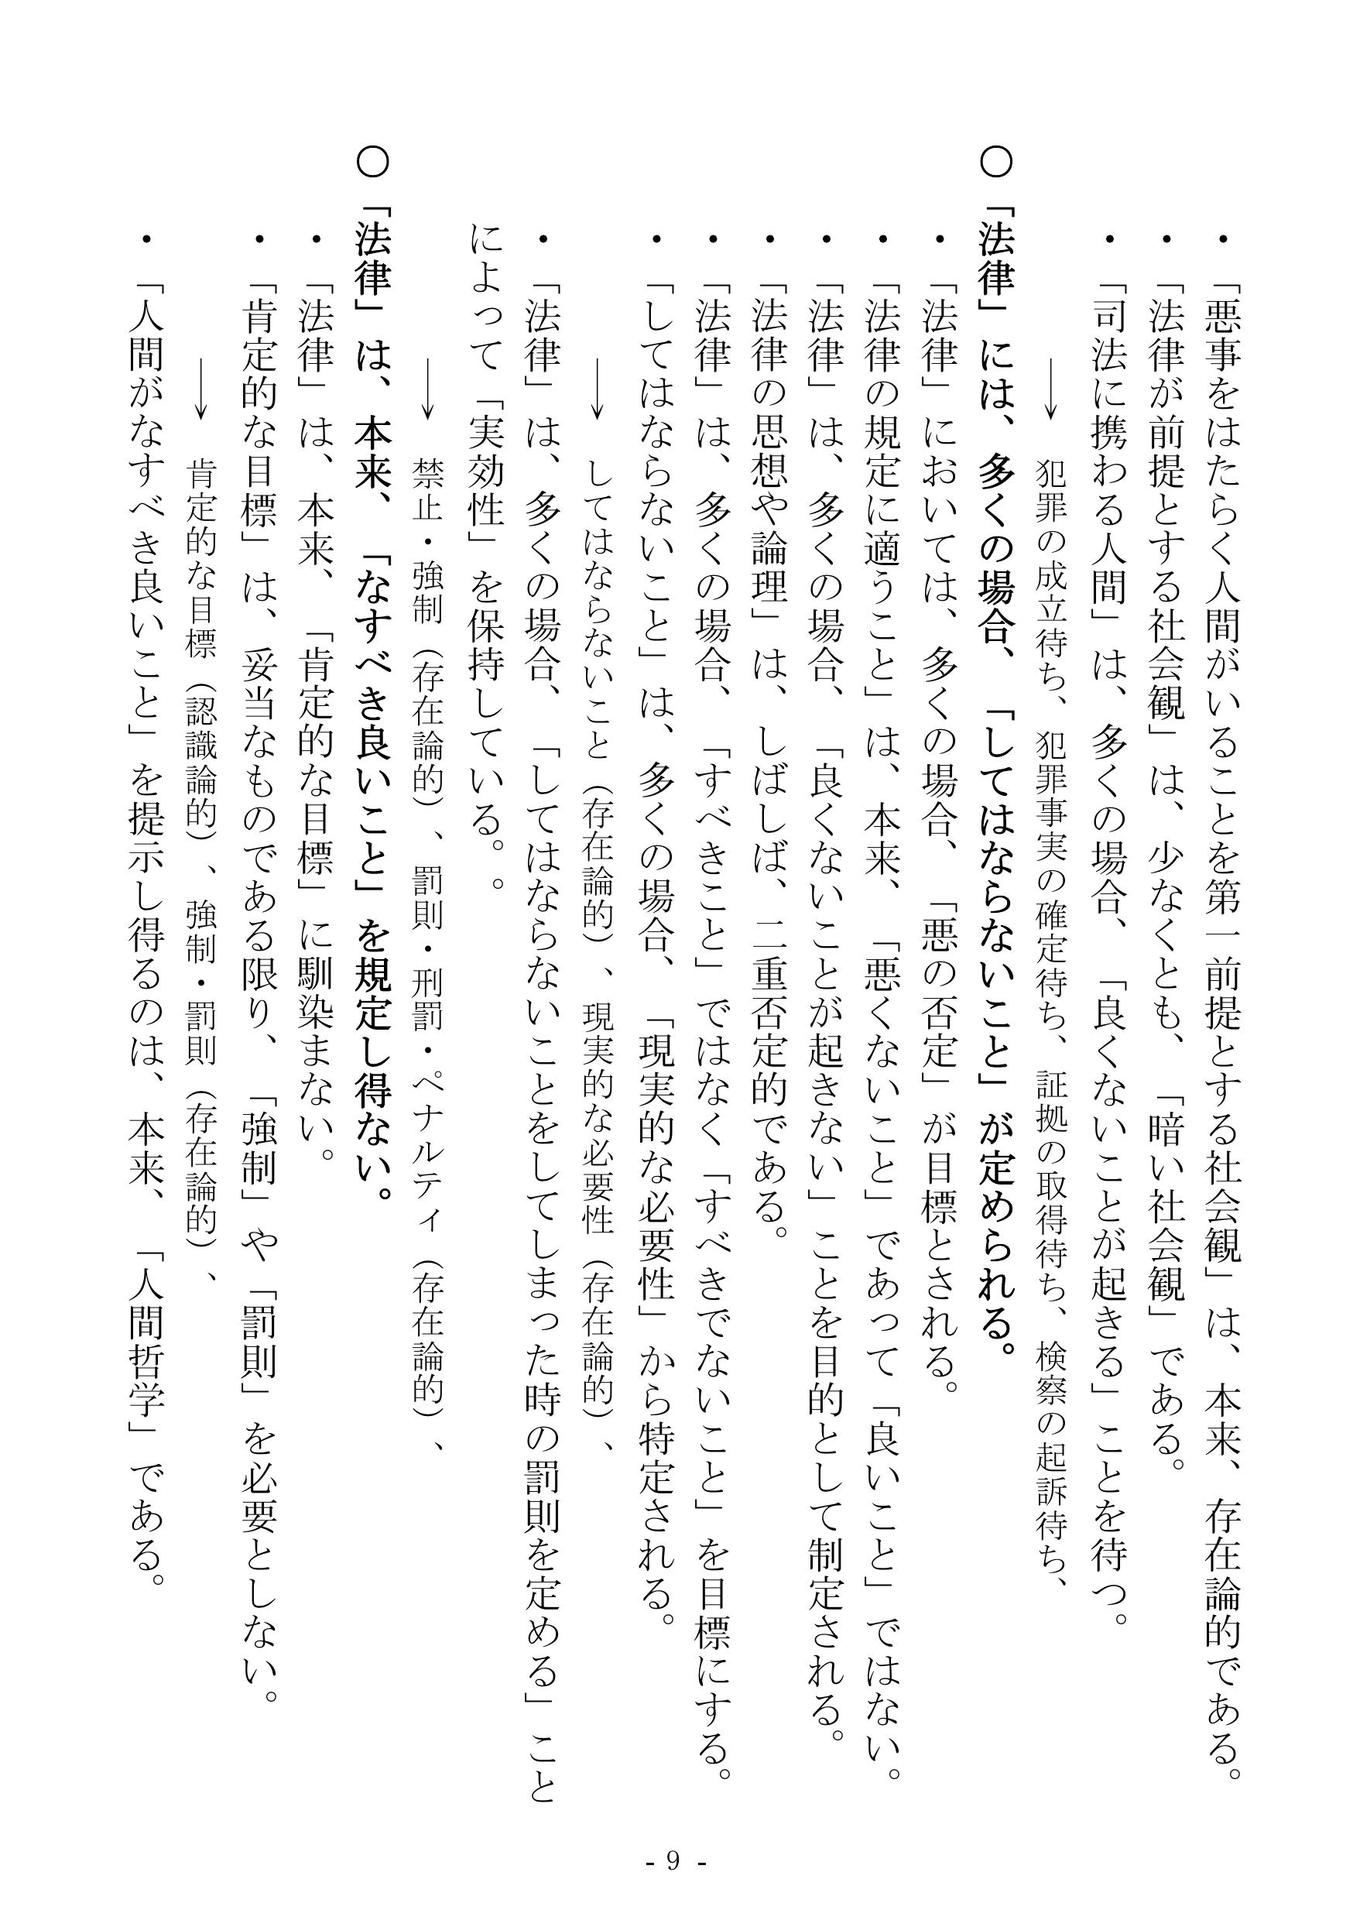 ・「悪事をはたらく人間がいることを第一前提とする社会観」は、本来、存在論的である。
・「法律が前提とする社会観」は、少なくとも、「暗い社会観」である。
・「司法に携わる人間」は、多くの場合、「良くないことが起きる」ことを待つ。
→ 犯罪の成立待ち、犯罪事実の確定待ち、証拠の取得待ち、検察の起訴待ち、
〇「法律」には、多くの場合、「してはならないこと」が定められる。
・「法律」においては、多くの場合、「悪の否定」が目標とされる。
・「法律の規定に適うこと」は、本来、「悪くないこと」であって「良いこと」ではない。
・「法律」は、多くの場合、「良くないことが起きない」ことを目的として制定される。
・「法律の思想や論理」は、しばしば、二重否定的である。
・「法律」は、多くの場合、「すべきこと」ではなく「すべきでないこと」を目標にする。
・「してはならないこと」は、多くの場合、「現実的な必要性」から特定される。
→ してはならないこと（存在論的）、現実的な必要性（存在論的）、
・「法律」は、多くの場合、「してはならないことをしてしまった時の罰則を定める」こと
によって「実効性」を保持している。。
→ 禁止・強制（存在論的）、罰則・刑罰・ペナルティ（存在論的）、
〇「法律」は、本来、「なすべき良いこと」を規定し得ない。
・「法律」は、本来、「肯定的な目標」に馴染まない。
・「肯定的な目標」は、妥当なものである限り、「強制」や「罰則」を必要としない。
→ 肯定的な目標（認識論的）、強制・罰則（存在論的）、
・「人間がなすべき良いこと」を提示し得るのは、本来、「人間哲学」である。
- 9 -